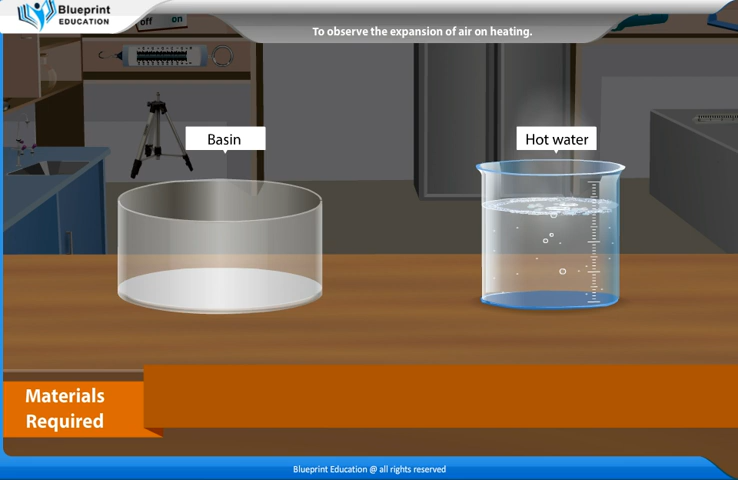 Blueprint
EDUCATION
off on
To observe the expansion of air on heating.
Basin
Hot water
Materials
Required
Blueprint Education @ all rights reserved